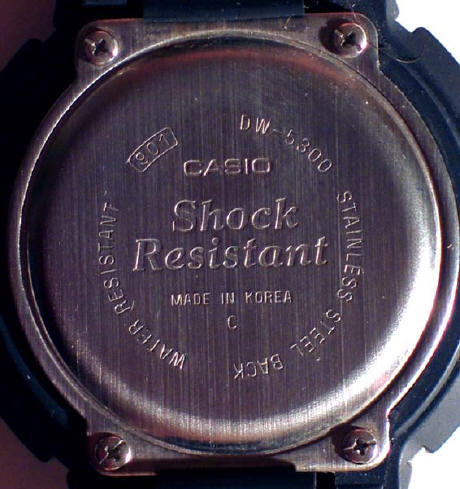 901
DW-5300
CASIO
Shock
Resistant
MADE IN KOREA
C
STAINLESS STEEL BACK
WATER RESISTANT